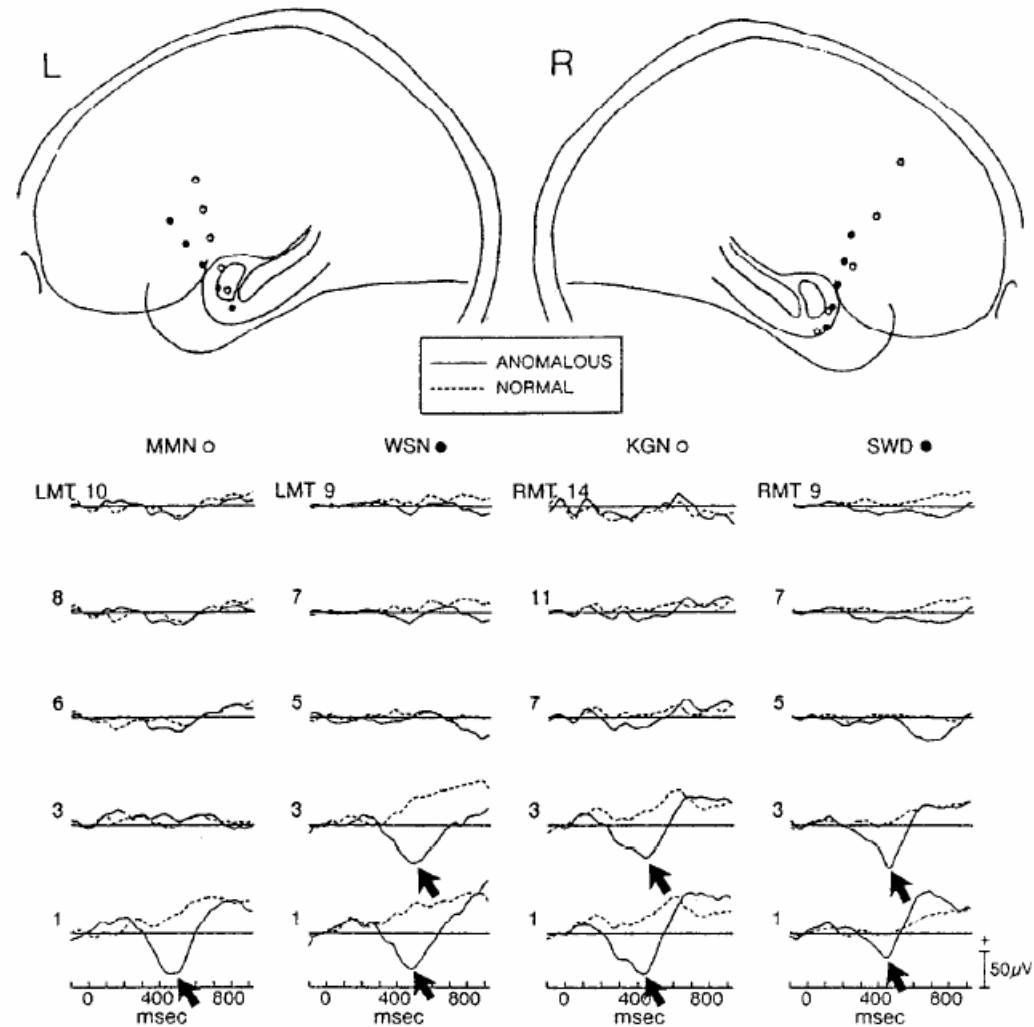 L R
ANOMALOUS
NORMAL
MMN WSN KGN SWD
LMT 10 LMT 9 RMT 14 RMT 9
8 7 11 7
6 5 7 5
3 3 3 3
1 1 1 1
+
50µV
0 400 800 0 400 800 0 400 800 0 400 800
msec msec msec msec